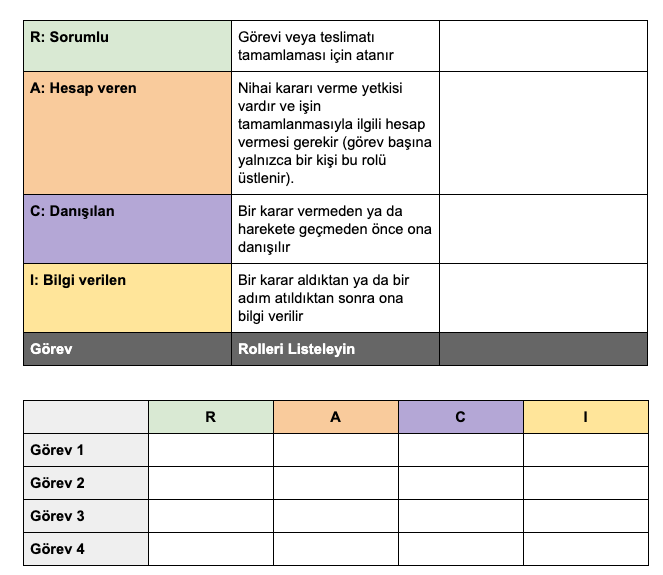 R: Sorumlu
Görevi veya teslimatı
tamamlaması için atanır
A: Hesap veren
Nihai kararı verme yetkisi
vardır ve işin
tamamlanmasıyla ilgili hesap
vermesi gerekir (görev başına
yalnızca bir kişi bu rolü
üstlenir).
C: Danışılan
Bir karar vermeden ya da
harekete geçmeden önce ona
danışılır
I: Bilgi verilen
Bir karar aldıktan ya da bir
adım atıldıktan sonra ona
bilgi verilir
Görev
Rolleri Listeleyin
R
A
C
I
Görev 1
Görev 2
Görev 3
Görev 4